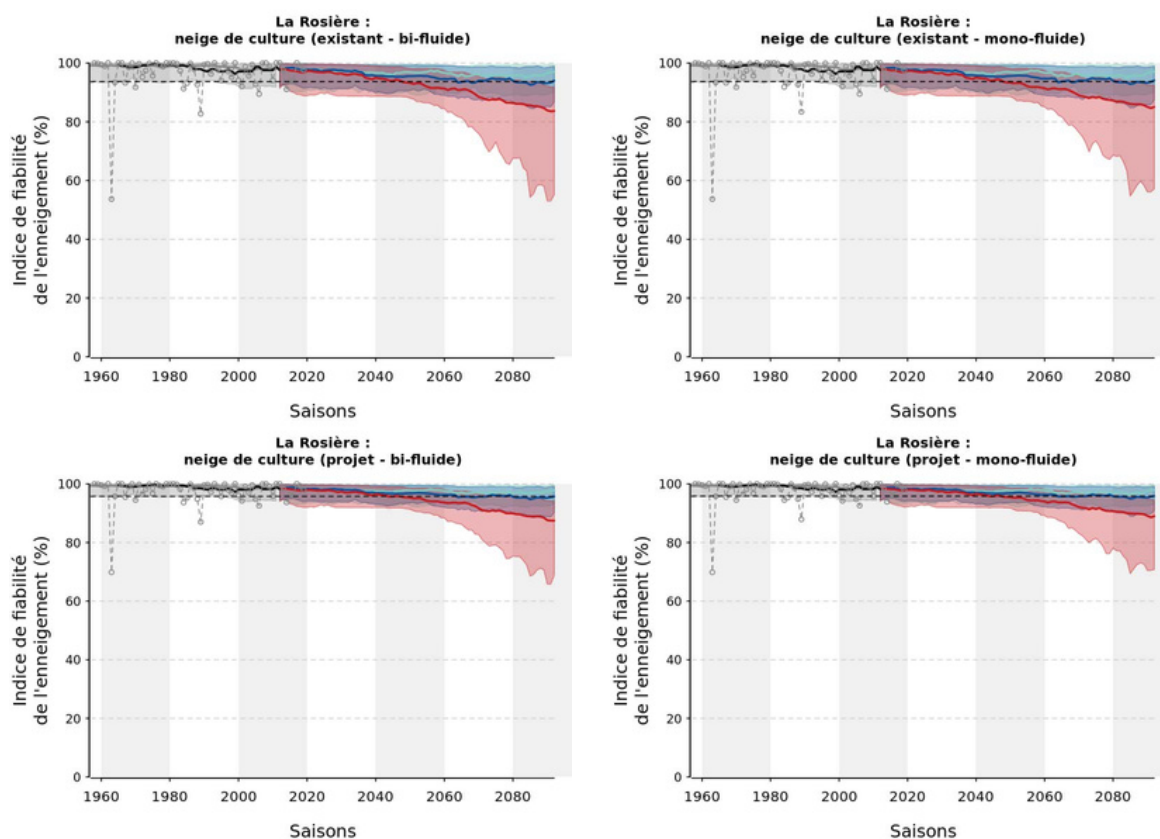 La Rosière :
neige de culture (existant - bi-fluide)
Indice de fiabilité
de l'enneigement (%)
100
80
60
40
20
0
1960 1980 2000 2020 2040 2060 2080
Saisons
La Rosière :
neige de culture (existant - mono-fluide)
Indice de fiabilité
de l'enneigement (%)
100
80
60
40
20
0
1960 1980 2000 2020 2040 2060 2080
Saisons
La Rosière :
neige de culture (projet - bi-fluide)
Indice de fiabilité
de l'enneigement (%)
100
80
60
40
20
0
1960 1980 2000 2020 2040 2060 2080
Saisons
La Rosière :
neige de culture (projet - mono-fluide)
Indice de fiabilité
de l'enneigement (%)
100
80
60
40
20
0
1960 1980 2000 2020 2040 2060 2080
Saisons